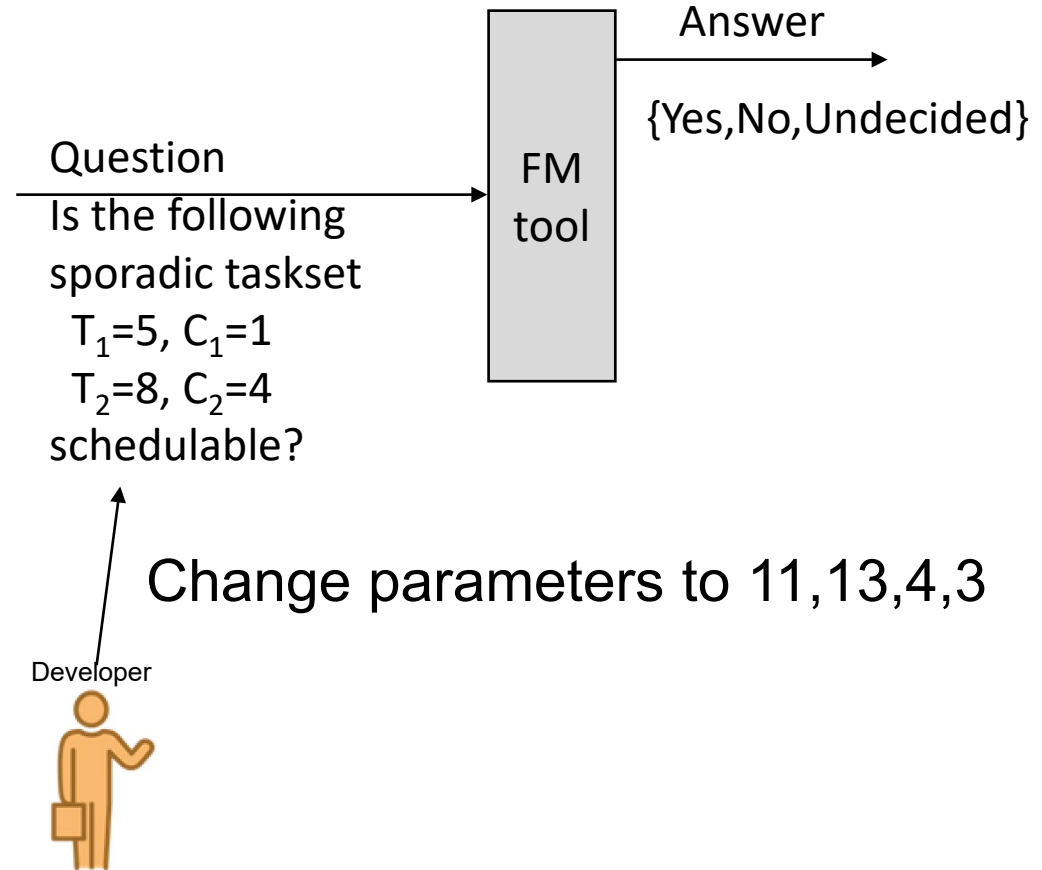 Answer
{Yes,No,Undecided}
Question
Is the following
sporadic taskset
T₁=5, C₁=1
T₂=8, C₂=4
schedulable?
FM
tool
Change parameters to 11,13,4,3
Developer